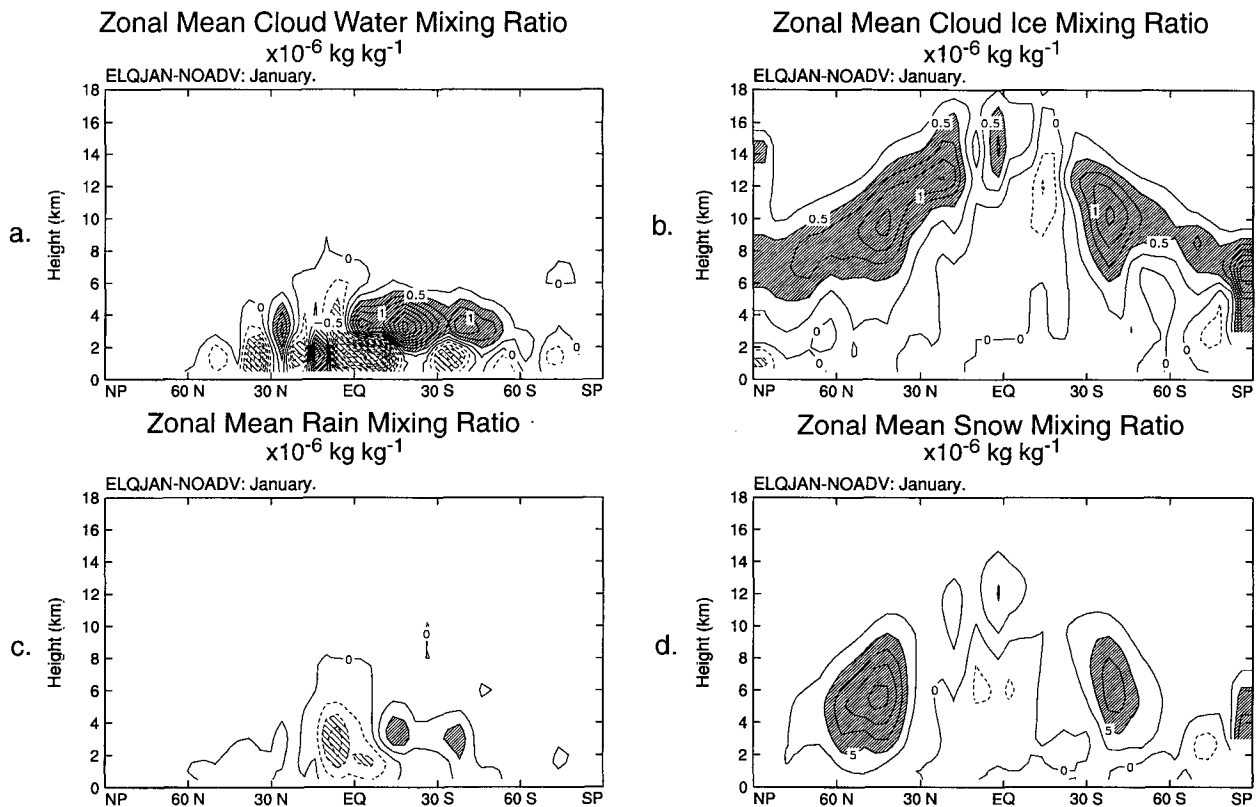 Zonal Mean Cloud Water Mixing Ratio
x10⁻⁶ kg kg⁻¹
ELQJAN-NOADV: January.
a.
Height (km)
18
16
14
12
10
8
6
4
2
0
0
0.5
0
-0.5
1
1
0
0
0
NP 60 N 30 N EQ 30 S 60 S SP
Zonal Mean Cloud Ice Mixing Ratio
x10⁻⁶ kg kg⁻¹
ELQJAN-NOADV: January.
b.
Height (km)
18
16
14
12
10
8
6
4
2
0
0.5
0.5
0
1
1
0.5
0.5
0
0
0
0
0
0
0
NP 60 N 30 N EQ 30 S 60 S SP
Zonal Mean Rain Mixing Ratio
x10⁻⁶ kg kg⁻¹
ELQJAN-NOADV: January.
c.
Height (km)
18
16
14
12
10
8
6
4
2
0
0
0
NP 60 N 30 N EQ 30 S 60 S SP
Zonal Mean Snow Mixing Ratio
x10⁻⁶ kg kg⁻¹
ELQJAN-NOADV: January.
d.
Height (km)
18
16
14
12
10
8
6
4
2
0
0
5
5
0
0
NP 60 N 30 N EQ 30 S 60 S SP